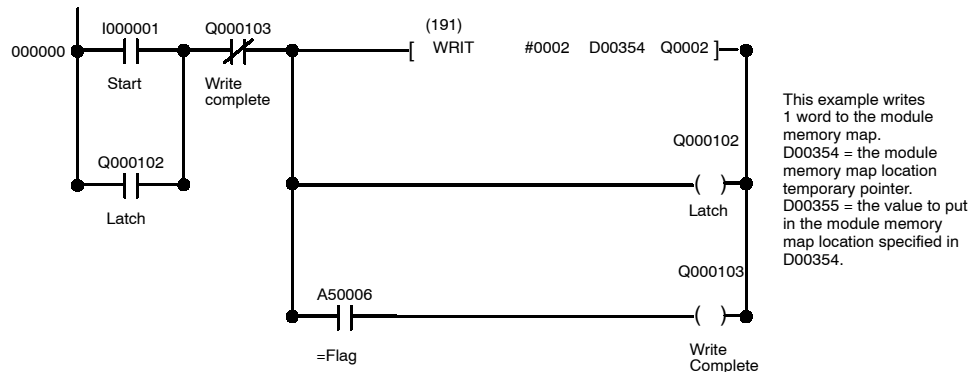 I000001
Q000103
(191)
000000
[ WRIT #0002 D00354 Q0002 ]
Start
Write
complete
Q000102
Latch
Q000102
( )
Latch
Q000103
A50006
( )
=Flag
Write
Complete
This example writes
1 word to the module
memory map.
D00354 = the module
memory map location
temporary pointer.
D00355 = the value to put
in the module memory
map location specified in
D00354.